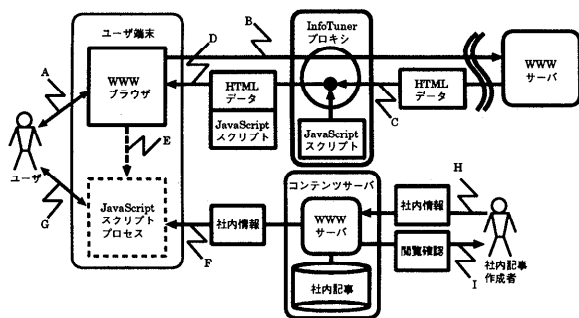 ユーザ端末
D
B
InfoTuner
プロキシ
A
WWW
ブラウザ
HTML
データ
JavaScript
スクリプト
JavaScript
スクリプト
HTML
データ
C
WWW
サーバ
E
ユーザ
G
JavaScript
スクリプト
プロセス
社内情報
F
コンテンツサーバ
WWW
サーバ
社内記事
H
社内情報
閲覧確認
I
社内記事
作成者